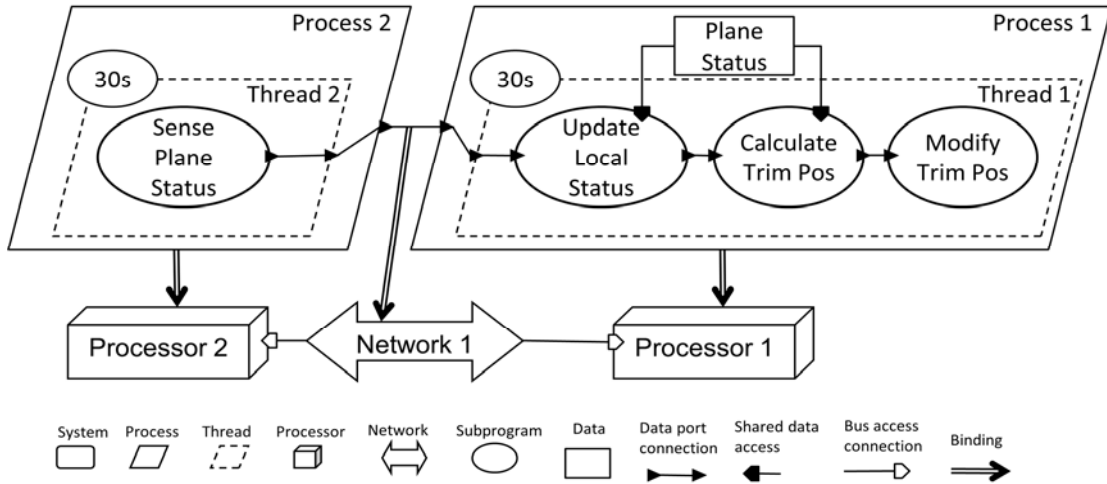 Process 2
30s
Thread 2
Sense
Plane
Status
Process 1
Plane
Status
30s
Thread 1
Update
Local
Status
Calculate
Trim Pos
Modify
Trim Pos
Processor 2
Network 1
Processor 1
System
Process
Thread
Processor
Network
Subprogram
Data
Data port
connection
Shared data
access
Bus access
connection
Binding